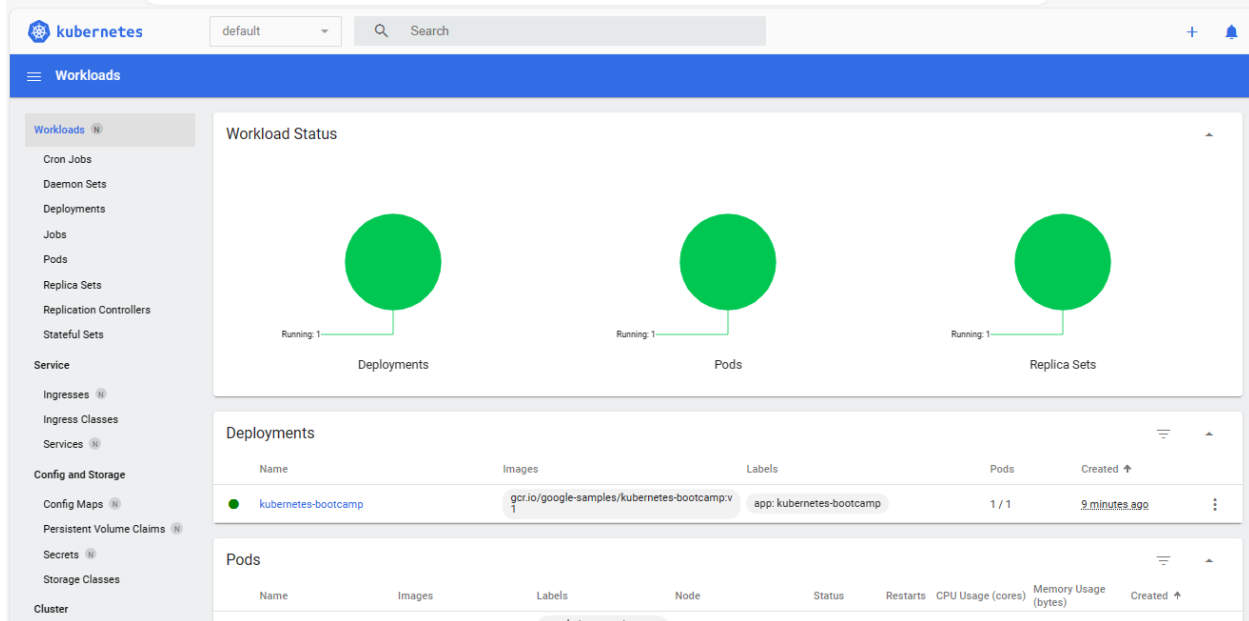 kubernetes default Search +
Workloads
Workloads N
Cron Jobs
Daemon Sets
Deployments
Jobs
Pods
Replica Sets
Replication Controllers
Stateful Sets
Service
Ingresses N
Ingress Classes
Services N
Config and Storage
Config Maps N
Persistent Volume Claims N
Secrets N
Storage Classes
Cluster
Workload Status
Running: 1
Deployments
Running: 1
Pods
Running: 1
Replica Sets
Deployments
Name Images Labels Pods Created
kubernetes-bootcamp gcr.io/google-samples/kubernetes-bootcamp:v
1
app: kubernetes-bootcamp 1 / 1 9 minutes ago
Pods
Name Images Labels Node Status Restarts CPU Usage (cores) Memory Usage
(bytes)
Created